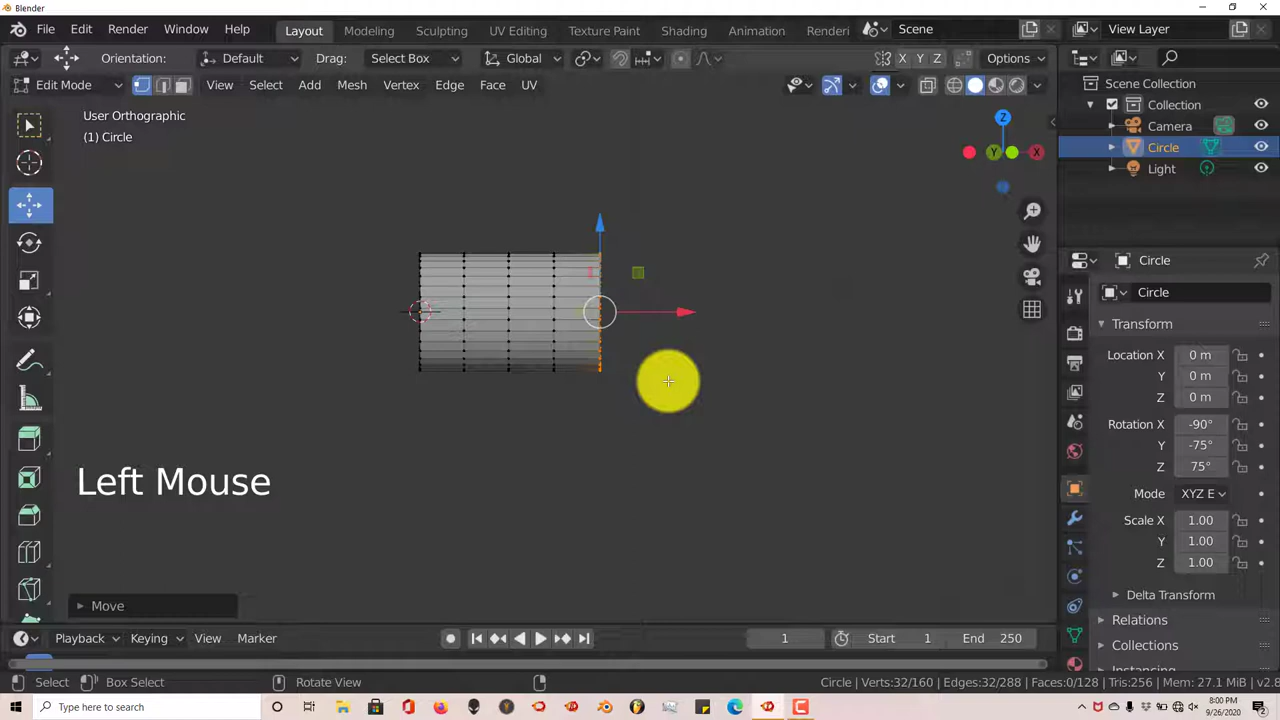 Blender
File Edit Render Window Help Layout Modeling Sculpting UV Editing Texture Paint Shading Animation Renderi Scene View Layer
Orientation: Default Drag: Select Box Global X Y Z Options
Edit Mode View Select Add Mesh Vertex Edge Face UV
User Orthographic
(1) Circle
Z
Y
X
Scene Collection
Collection
Camera
Circle
Light
Circle
Circle
Transform
Location X 0 m
Y 0 m
Z 0 m
Rotation X -90°
Y -75°
Z 75°
Mode XYZ E
Scale X 1.00
Y 1.00
Z 1.00
Delta Transform
Relations
Collections
Instancing
Left Mouse
Move
Playback Keying View Marker 1 Start 1 End 250
Select Box Select Rotate View Circle | Verts:32/160 | Edges:32/288 | Faces:0/128 | Tris:256 | Mem: 27.1 MiB | v2.8
Type here to search
8:00 PM
9/26/2020